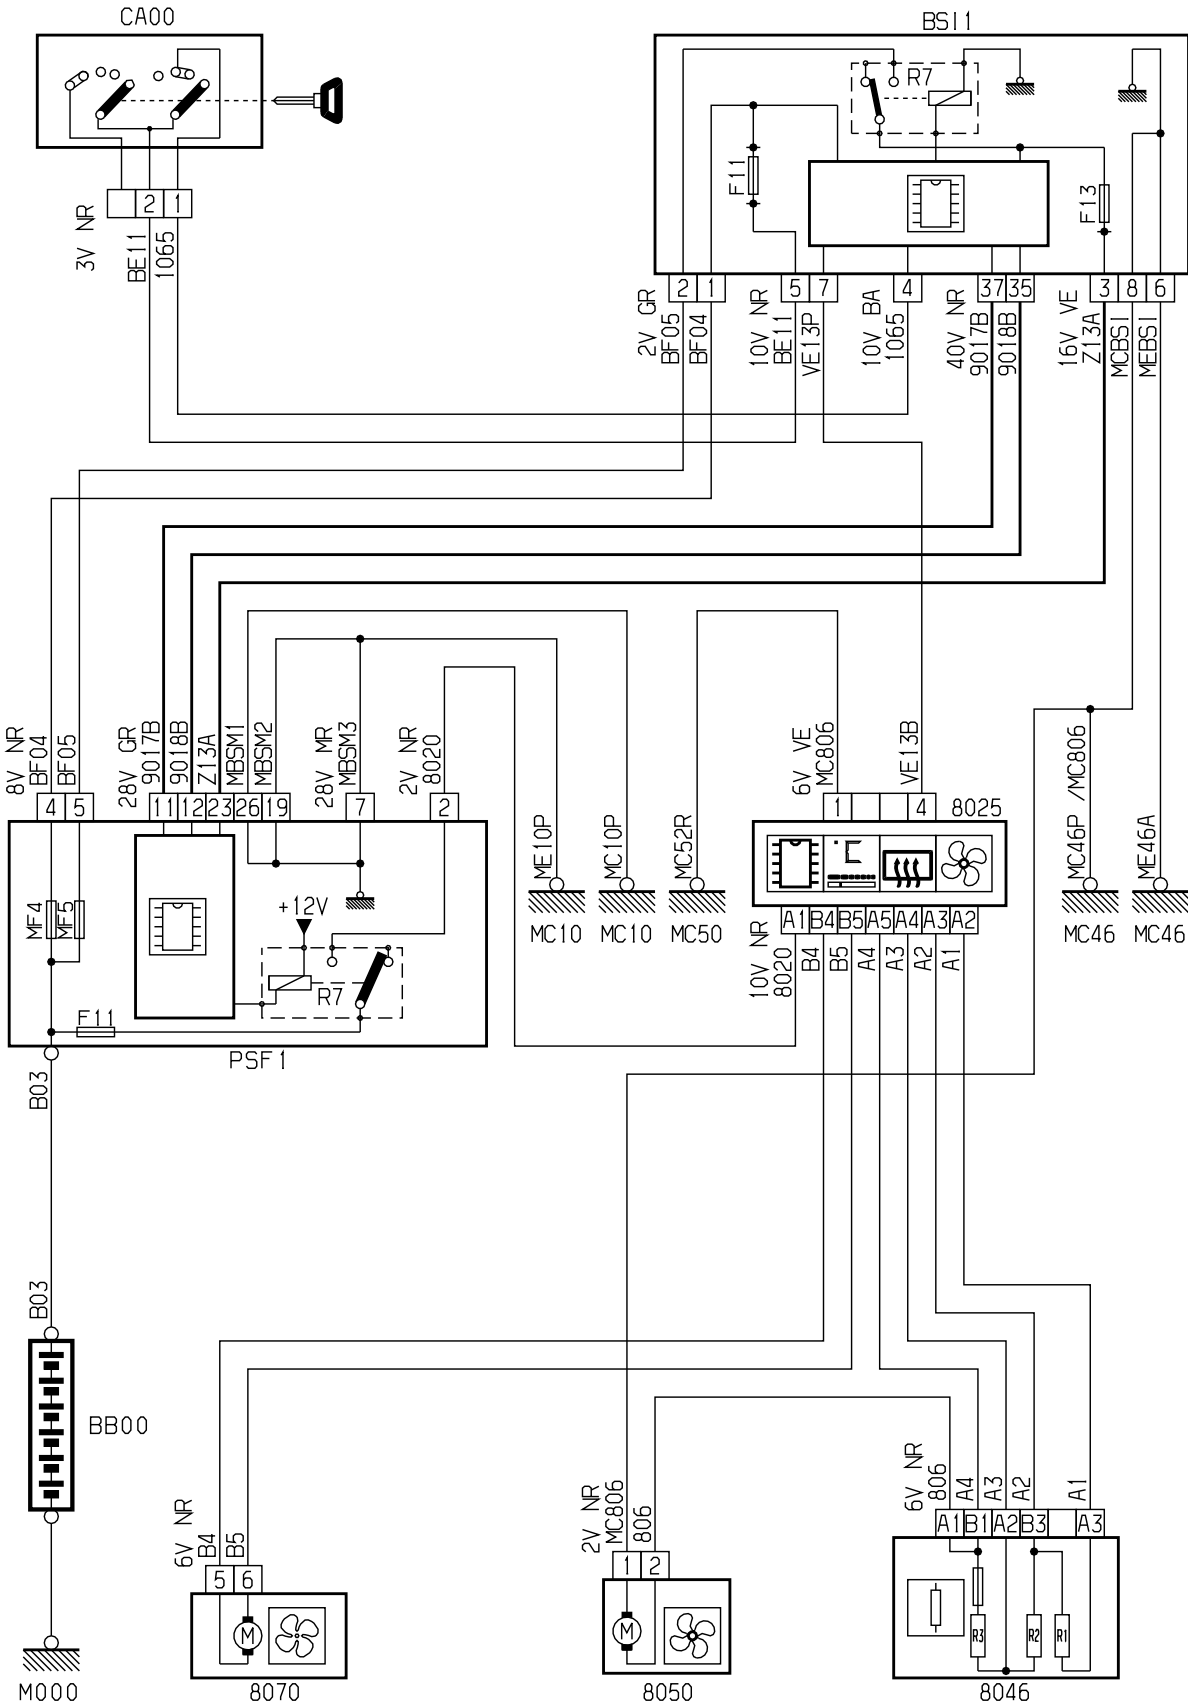 CA00
BSI1
R7
F11
F13
2
1
3V NR
BE11
1065
2
1
5
7
4
37
35
3
8
6
2V GR
BF05
BF04
10V NR
BE11
VE13P
10V BA
1065
40V NR
9017B
9018B
16V VE
Z13A
MCBSI
MEBSI
8V NR
BF04
BF05
28V GR
9017B
9018B
Z13A
MBSM1
MBSM2
28V MR
MBSM3
2V NR
8020
6V VE
MC806
VE13B
4
5
11
12
23
26
19
7
2
1
4
8025
ME10P
MC10P
MC52R
MC46P /MC806
ME46A
MC10
MC10
MC50
MC46
MC46
MF4
MF5
+12V
R7
F11
PSF1
A1
B4
B5
A5
A4
A3
A2
10V NR
8020
B4
B5
A4
A3
A2
A1
B03
B03
BB00
M000
6V NR
B4
B5
5
6
M
8070
2V NR
MC806
806
1
2
M
8050
6V NR
806
A4
A3
A2
A1
A1
B1
A2
B3
A3
R3
R2
R1
8046